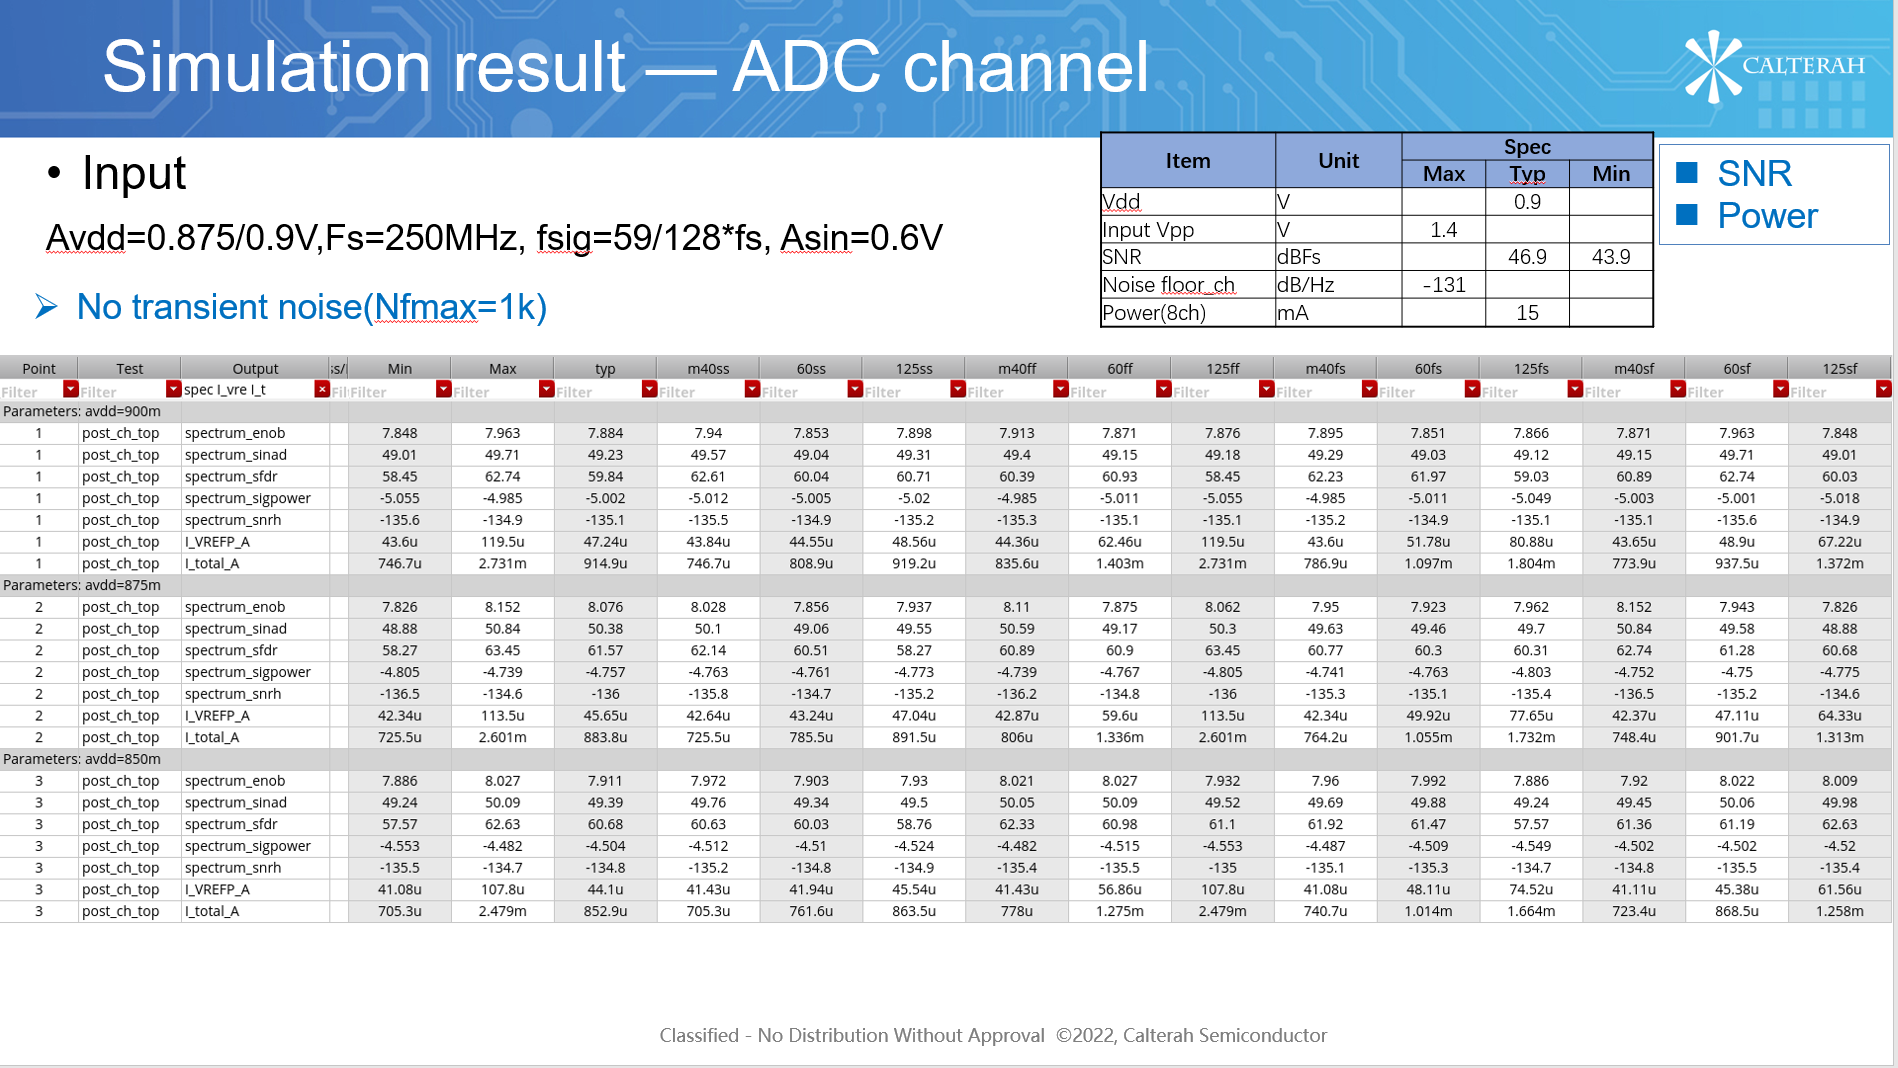 Simulation result — ADC channel
CALTERAH
• Input
Avdd=0.875/0.9V,Fs=250MHz, fsig=59/128*fs, Asin=0.6V
➢ No transient noise(Nfmax=1k)
Item Unit Spec
Max Typ Min
Vdd V 0.9
Input Vpp V 1.4
SNR dBFs 46.9 43.9
Noise floor_ch dB/Hz -131
Power(8ch) mA 15
■ SNR
■ Power
Point Test Output ss/ Min Max typ m40ss 60ss 125ss m40ff 60ff 125ff m40fs 60fs 125fs m40sf 60sf 125sf
Filter Filter spec I_vre I_t Fil Filter Filter Filter Filter Filter Filter Filter Filter Filter Filter Filter Filter Filter Filter Filter
Parameters: avdd=900m
1 post_ch_top spectrum_enob 7.848 7.963 7.884 7.94 7.853 7.898 7.913 7.871 7.876 7.895 7.851 7.866 7.871 7.963 7.848
1 post_ch_top spectrum_sinad 49.01 49.71 49.23 49.57 49.04 49.31 49.4 49.15 49.18 49.29 49.03 49.12 49.15 49.71 49.01
1 post_ch_top spectrum_sfdr 58.45 62.74 59.84 62.61 60.04 60.71 60.39 60.93 58.45 62.23 61.97 59.03 60.89 62.74 60.03
1 post_ch_top spectrum_sigpower -5.055 -4.985 -5.002 -5.012 -5.005 -5.02 -4.985 -5.011 -5.055 -4.985 -5.011 -5.049 -5.003 -5.001 -5.018
1 post_ch_top spectrum_snrh -135.6 -134.9 -135.1 -135.5 -134.9 -135.2 -135.3 -135.1 -135.1 -135.2 -134.9 -135.1 -135.1 -135.6 -134.9
1 post_ch_top I_VREFP_A 43.6u 119.5u 47.24u 43.84u 44.55u 48.56u 44.36u 62.46u 119.5u 43.6u 51.78u 80.88u 43.65u 48.9u 67.22u
1 post_ch_top I_total_A 746.7u 2.731m 914.9u 746.7u 808.9u 919.2u 835.6u 1.403m 2.731m 786.9u 1.097m 1.804m 773.9u 937.5u 1.372m
Parameters: avdd=875m
2 post_ch_top spectrum_enob 7.826 8.152 8.076 8.028 7.856 7.937 8.11 7.875 8.062 7.95 7.923 7.962 8.152 7.943 7.826
2 post_ch_top spectrum_sinad 48.88 50.84 50.38 50.1 49.06 49.55 50.59 49.17 50.3 49.63 49.46 49.7 50.84 49.58 48.88
2 post_ch_top spectrum_sfdr 58.27 63.45 61.57 62.14 60.51 58.27 60.89 60.9 63.45 60.77 60.3 60.31 62.74 61.28 60.68
2 post_ch_top spectrum_sigpower -4.805 -4.739 -4.757 -4.763 -4.761 -4.773 -4.739 -4.767 -4.805 -4.741 -4.763 -4.803 -4.752 -4.75 -4.775
2 post_ch_top spectrum_snrh -136.5 -134.6 -136 -135.8 -134.7 -135.2 -136.2 -134.8 -136 -135.3 -135.1 -135.4 -136.5 -135.2 -134.6
2 post_ch_top I_VREFP_A 42.34u 113.5u 45.65u 42.64u 43.24u 47.04u 42.87u 59.6u 113.5u 42.34u 49.92u 77.65u 42.37u 47.11u 64.33u
2 post_ch_top I_total_A 725.5u 2.601m 883.8u 725.5u 785.5u 891.5u 806u 1.336m 2.601m 764.2u 1.055m 1.732m 748.4u 901.7u 1.313m
Parameters: avdd=850m
3 post_ch_top spectrum_enob 7.886 8.027 7.911 7.972 7.903 7.93 8.021 8.027 7.932 7.96 7.992 7.886 7.92 8.022 8.009
3 post_ch_top spectrum_sinad 49.24 50.09 49.39 49.76 49.34 49.5 50.05 50.09 49.52 49.69 49.88 49.24 49.45 50.06 49.98
3 post_ch_top spectrum_sfdr 57.57 62.63 60.68 60.63 60.03 58.76 62.33 60.98 61.1 61.92 61.47 57.57 61.36 61.19 62.63
3 post_ch_top spectrum_sigpower -4.553 -4.482 -4.504 -4.512 -4.51 -4.524 -4.482 -4.515 -4.553 -4.487 -4.509 -4.549 -4.502 -4.502 -4.52
3 post_ch_top spectrum_snrh -135.5 -134.7 -134.8 -135.2 -134.8 -134.9 -135.4 -135.5 -135 -135.1 -135.3 -134.7 -134.8 -135.5 -135.4
3 post_ch_top I_VREFP_A 41.08u 107.8u 44.1u 41.43u 41.94u 45.54u 41.43u 56.86u 107.8u 41.08u 48.11u 74.52u 41.11u 45.38u 61.56u
3 post_ch_top I_total_A 705.3u 2.479m 852.9u 705.3u 761.6u 863.5u 778u 1.275m 2.479m 740.7u 1.014m 1.664m 723.4u 868.5u 1.258m
Classified - No Distribution Without Approval ©2022, Calterah Semiconductor